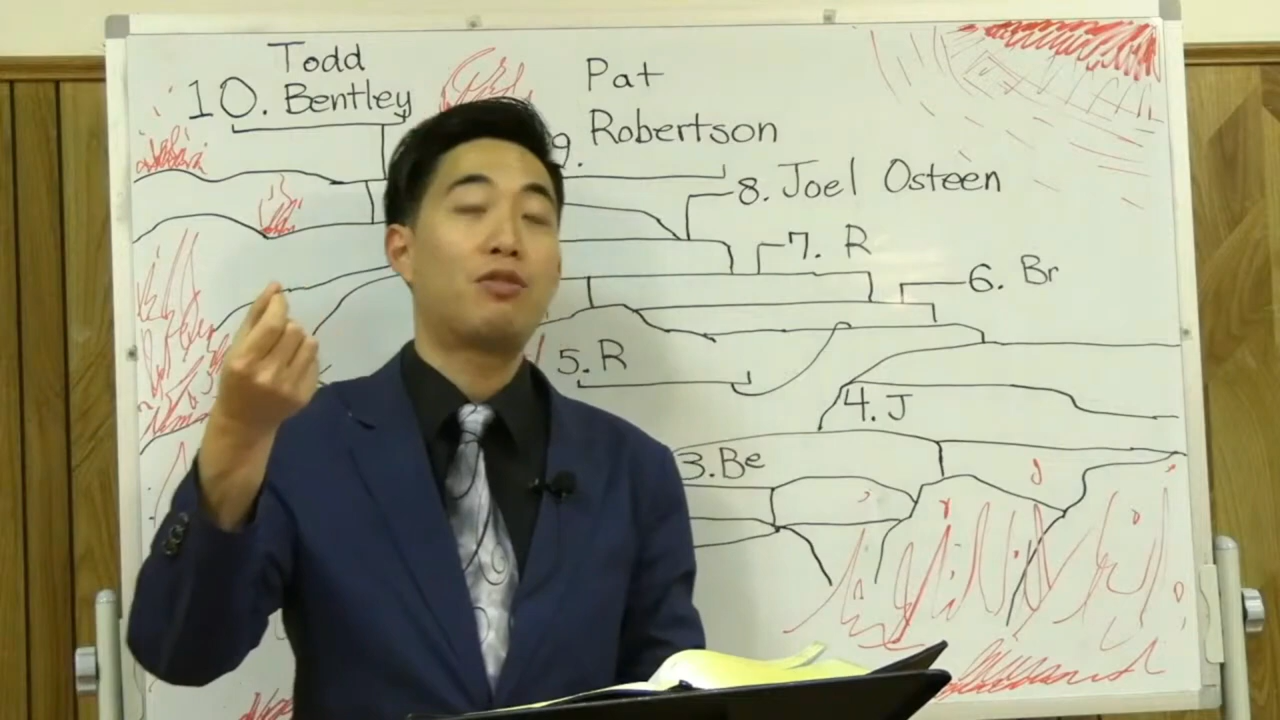 Todd
10. Bentley
Pat
9. Robertson
8. Joel Osteen
7. R
6. Br
5. R
4. J
3. Be